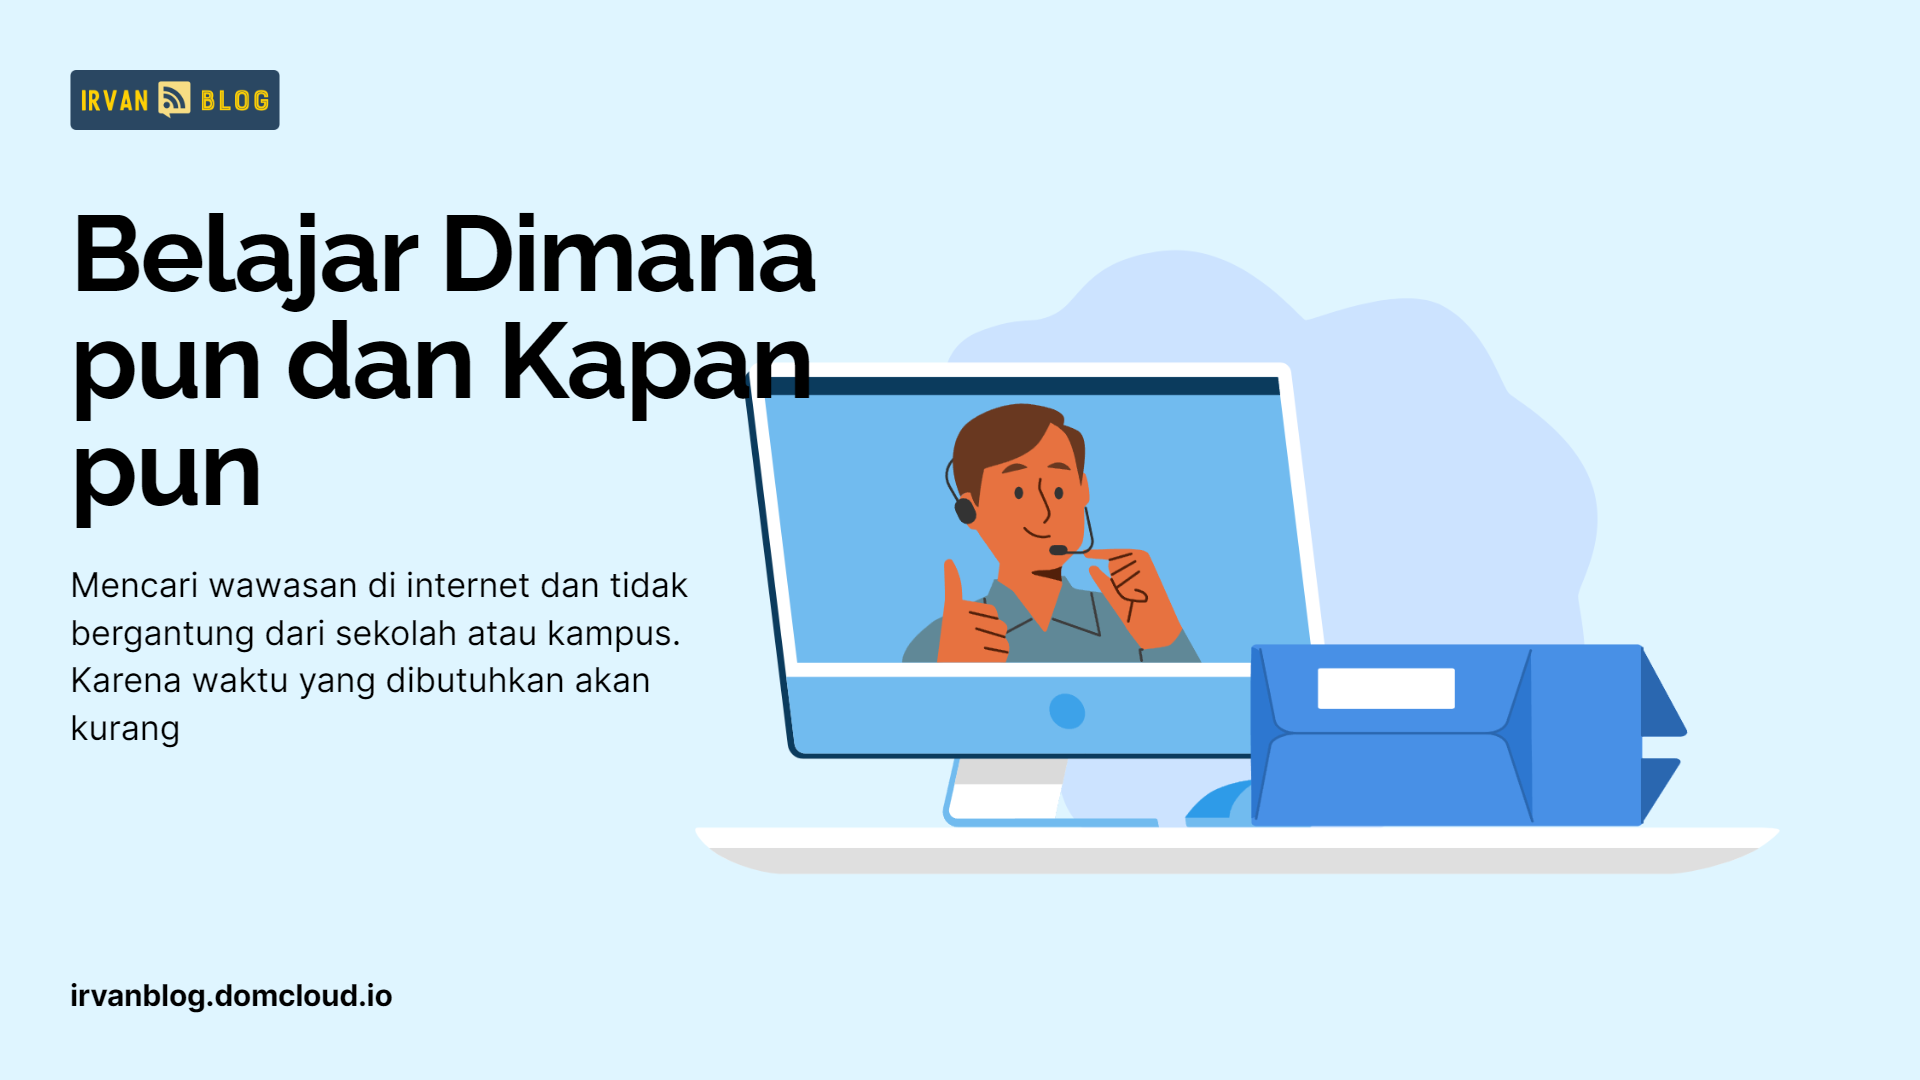 IRVAN BLOG
Belajar Dimana
pun dan Kapan
pun
Mencari wawasan di internet dan tidak
bergantung dari sekolah atau kampus.
Karena waktu yang dibutuhkan akan
kurang
irvanblog.domcloud.io